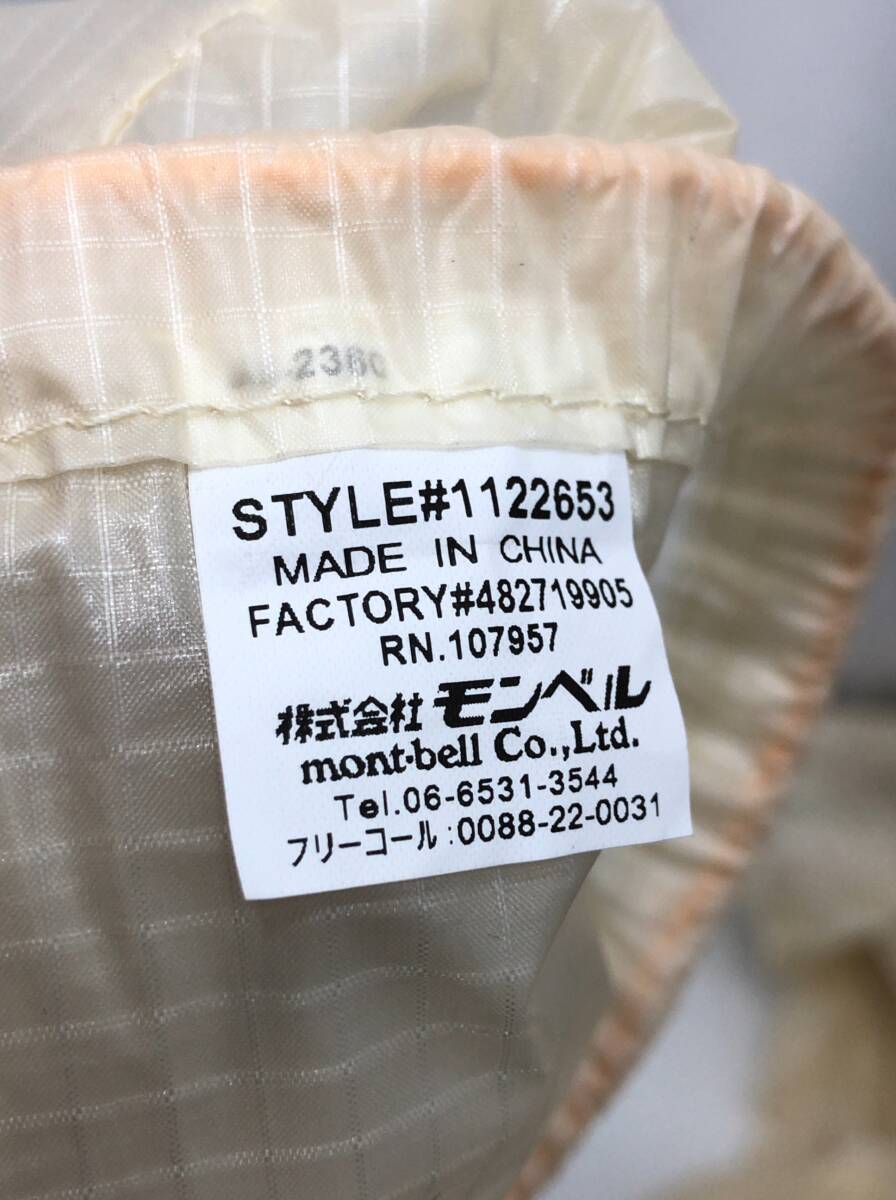 STYLE#1122653
MADE IN CHINA
FACTORY#482719905
RN.107957
株式会社 モンベル
mont-bell Co.,Ltd.
Tel.06-6531-3544
フリーコール:0088-22-0031